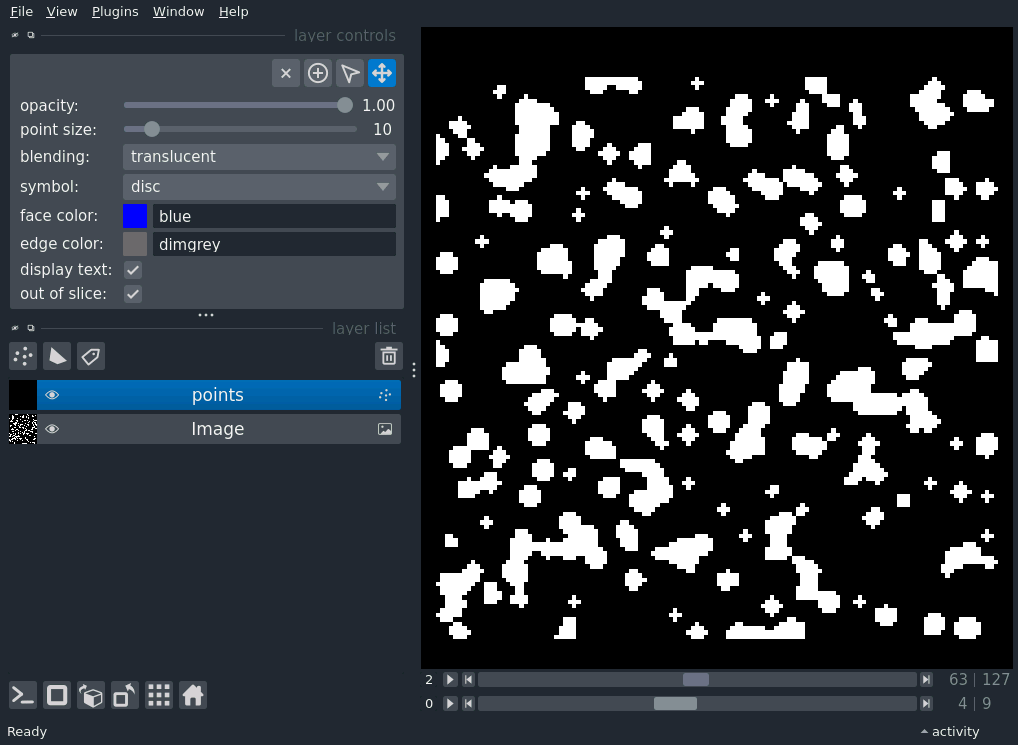 File View Plugins Window Help
layer controls
opacity: 1.00
point size: 10
blending: translucent
symbol: disc
face color: blue
edge color: dimgrey
display text:
out of slice:
layer list
points
Image
2 63 | 127
0 4 | 9
Ready activity